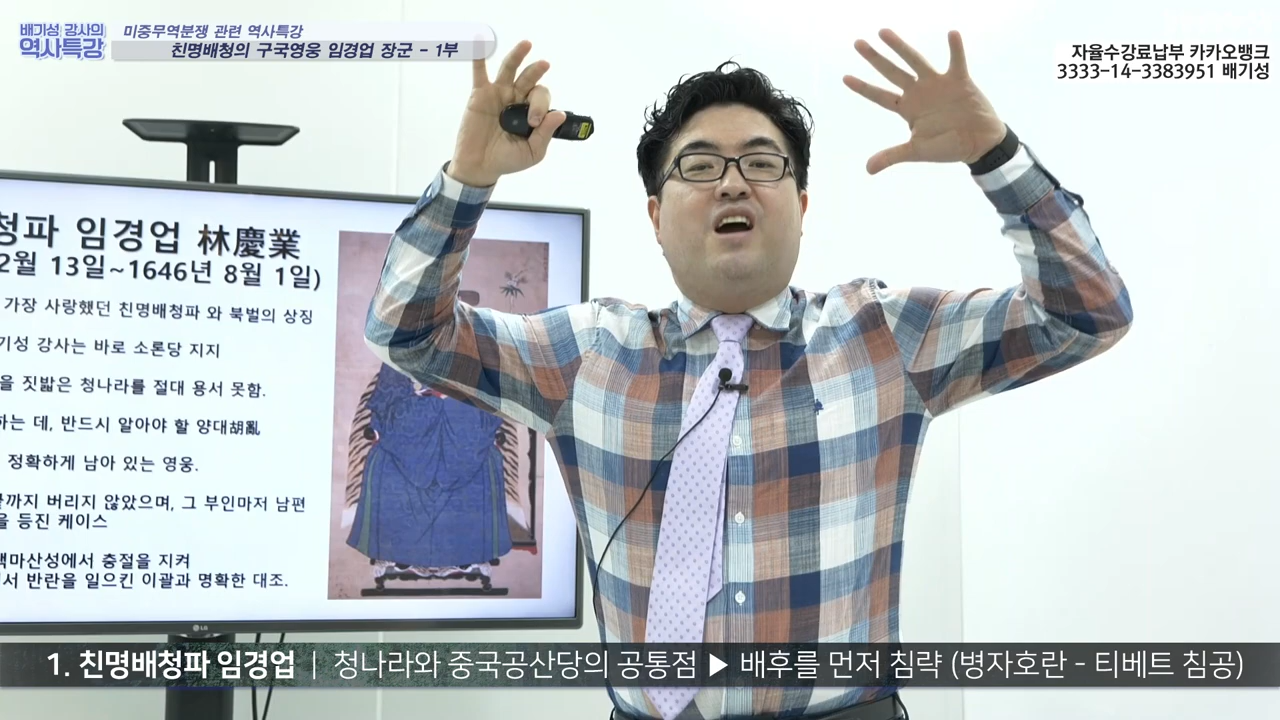 배기성 강사의
역사특강
미중무역분쟁 관련 역사특강
친명배청의 구국영웅 임경업 장군 - 1부
자율수강료납부 카카오뱅크
3333-14-3383951 배기성
청파 임경업 林慶業
2월 13일~1646년 8월 1일)
가장 사랑했던 친명배청파 와 북벌의 상징
기성 강사는 바로 소론당 지지
을 짓밟은 청나라를 절대 용서 못함.
하는 데, 반드시 알아야 할 양대胡亂
정확하게 남아 있는 영웅.
끝까지 버리지 않았으며, 그 부인마저 남편
을 등진 케이스
백마산성에서 충절을 지켜
서 반란을 일으킨 이괄과 명확한 대조.
LG
1. 친명배청파 임경업 | 청나라와 중국공산당의 공통점 ▶ 배후를 먼저 침략 (병자호란 - 티베트 침공)